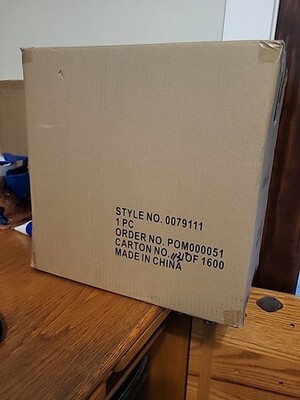 STYLE NO. 0079111
1 PC
ORDER NO. POM000051
CARTON NO. OF 1600
MADE IN CHINA